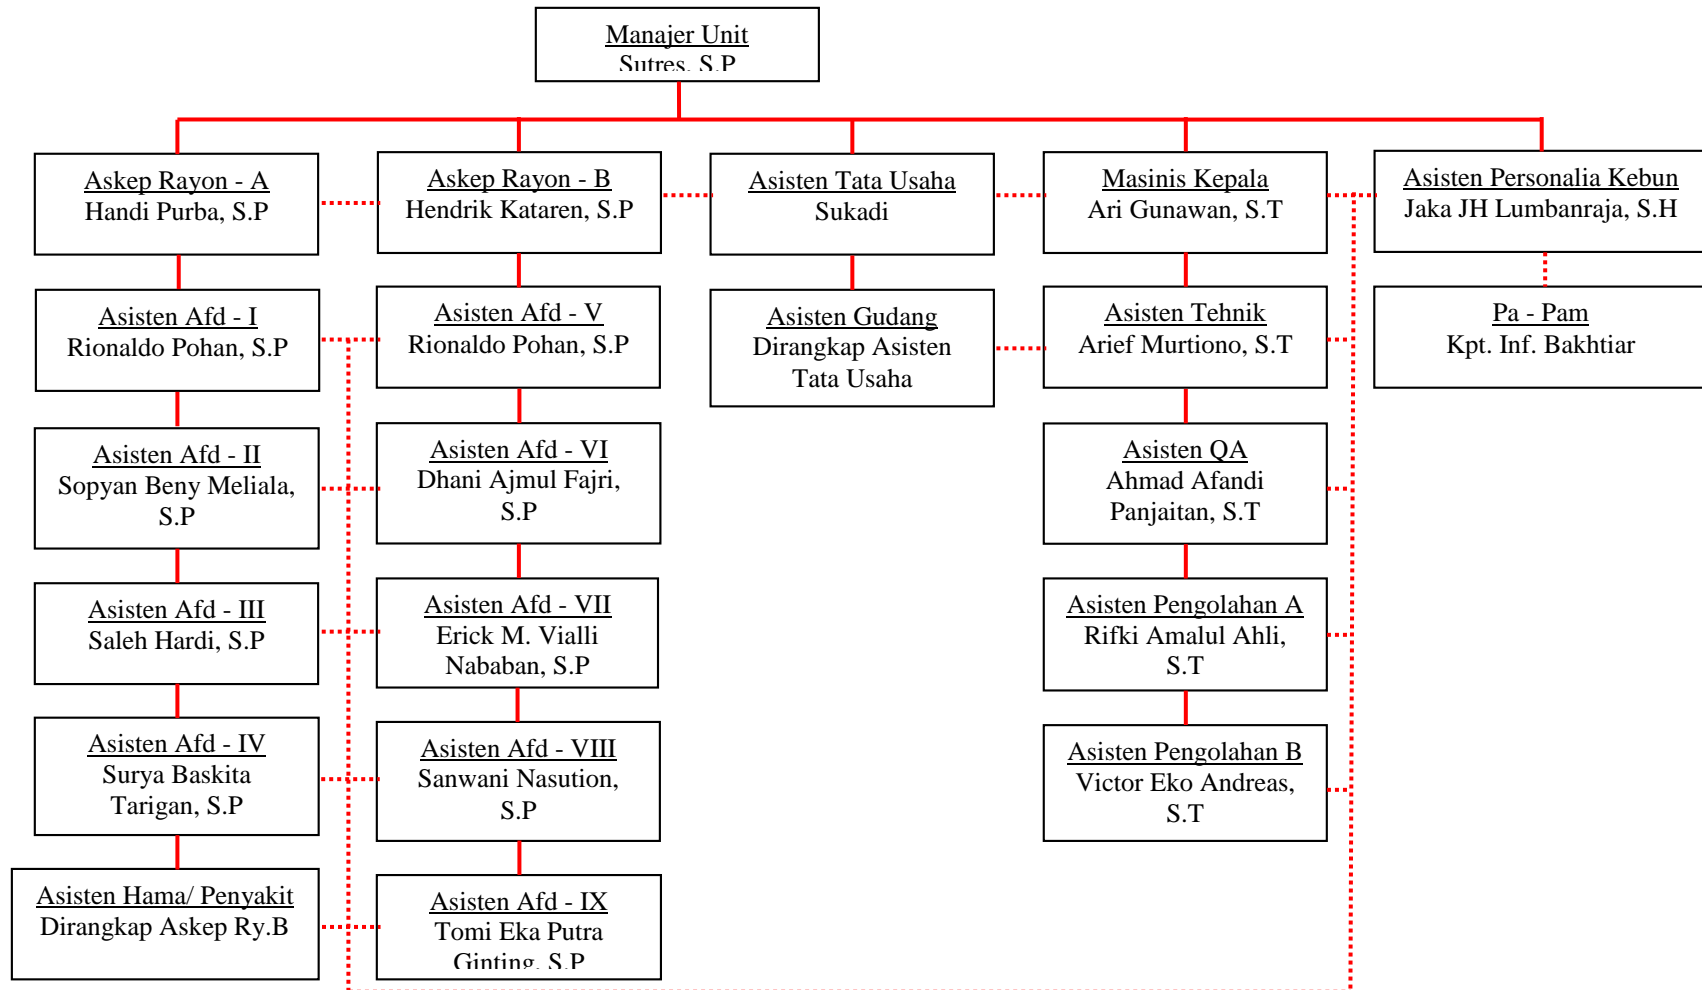 Manajer Unit
Sutres, S.P
Askep Rayon - A
Handi Purba, S.P
Askep Rayon - B
Hendrik Kataren, S.P
Asisten Tata Usaha
Sukadi
Masinis Kepala
Ari Gunawan, S.T
Asisten Personalia Kebun
Jaka JH Lumbanraja, S.H
Asisten Afd - I
Rionaldo Pohan, S.P
Asisten Afd - V
Rionaldo Pohan, S.P
Asisten Gudang
Dirangkap Asisten
Tata Usaha
Asisten Tehnik
Arief Murtiono, S.T
Pa - Pam
Kpt. Inf. Bakhtiar
Asisten Afd - II
Sopyan Beny Meliala,
S.P
Asisten Afd - VI
Dhani Ajmul Fajri,
S.P
Asisten QA
Ahmad Afandi
Panjaitan, S.T
Asisten Afd - III
Saleh Hardi, S.P
Asisten Afd - VII
Erick M. Vialli
Nababan, S.P
Asisten Pengolahan A
Rifki Amalul Ahli,
S.T
Asisten Afd - IV
Surya Baskita
Tarigan, S.P
Asisten Afd - VIII
Sanwani Nasution,
S.P
Asisten Pengolahan B
Victor Eko Andreas,
S.T
Asisten Hama/ Penyakit
Dirangkap Askep Ry.B
Asisten Afd - IX
Tomi Eka Putra
Ginting, S.P